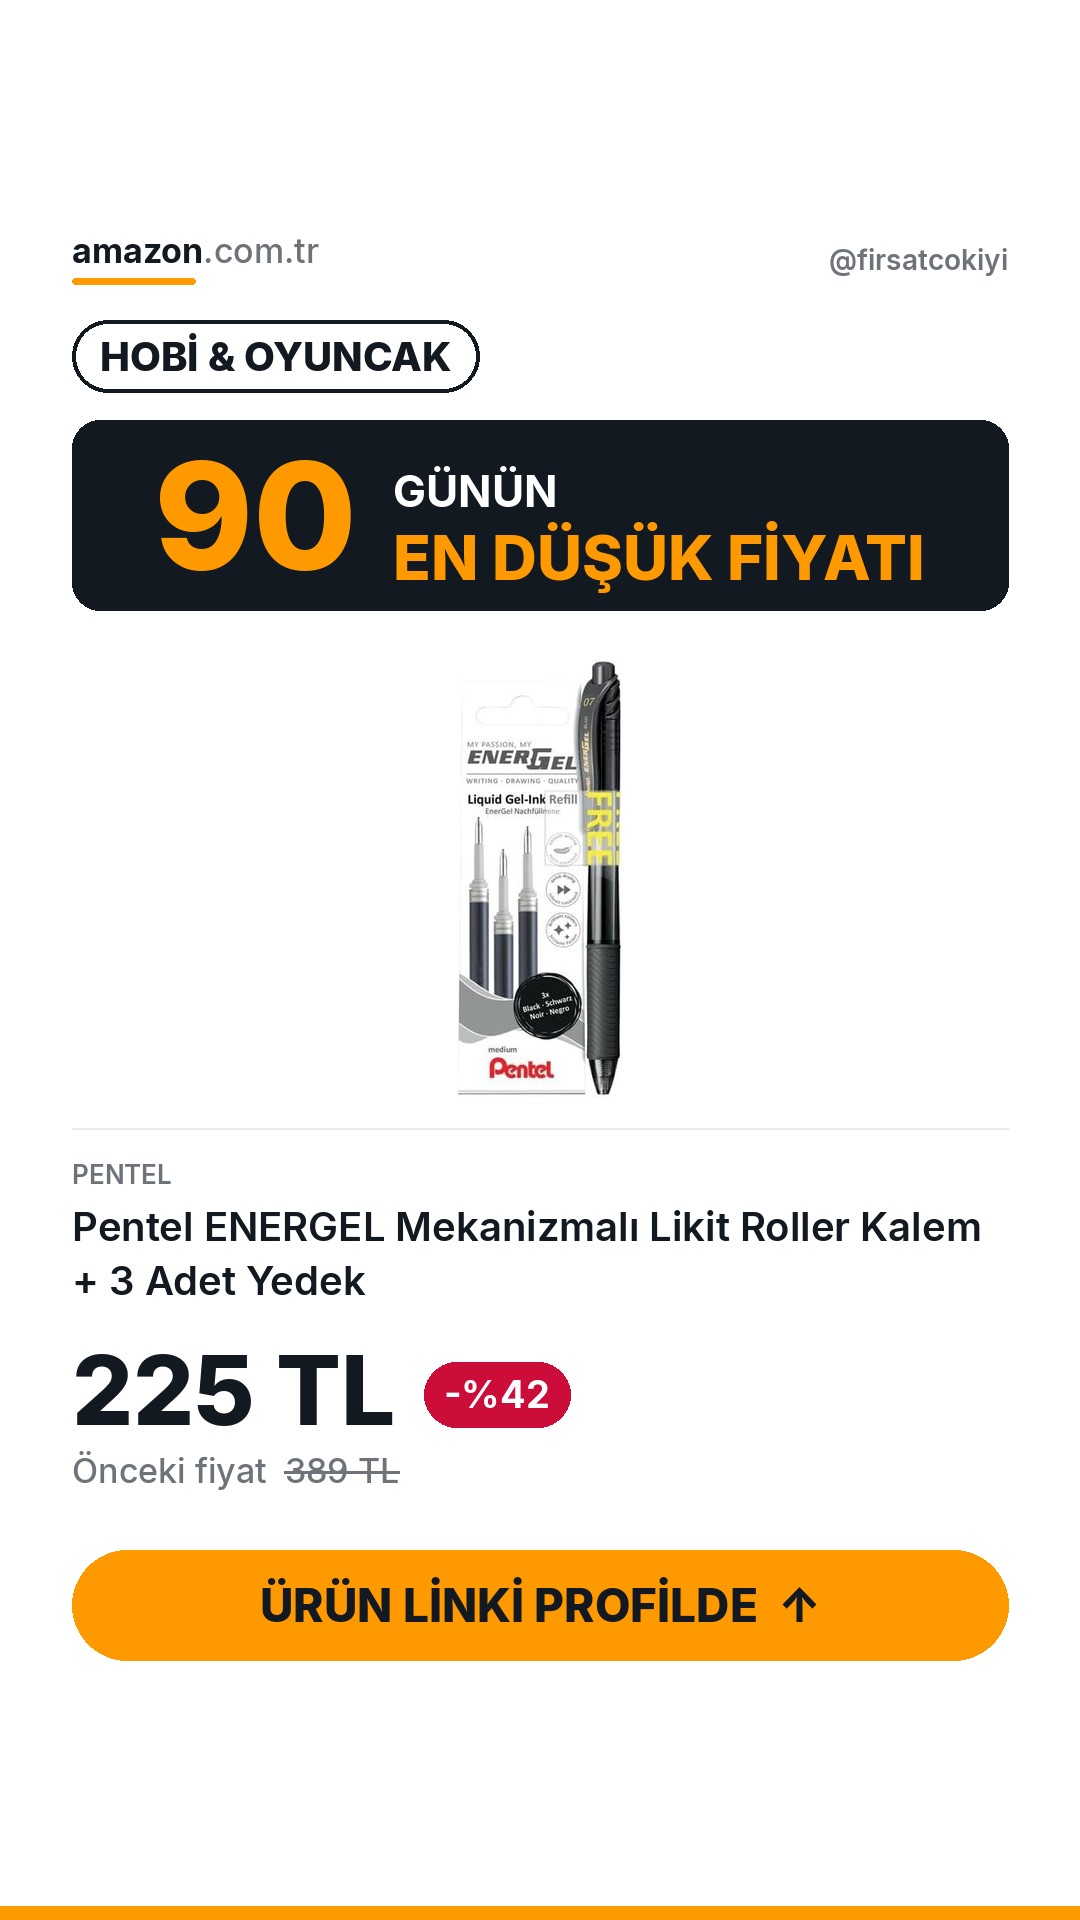 amazon.com.tr
@firsatcokiyi
HOBİ & OYUNCAK
90
GÜNÜN
EN DÜŞÜK FİYATI
MY PASSION, MY
ENERGEL
WRITING · DRAWING · QUALITY
Liquid Gel-Ink Refill
EnerGel Nachfüllmine
07
ENERGEL
FREE
3x
Black · Schwarz
Noir · Negro
medium
Pentel
PENTEL
Pentel ENERGEL Mekanizmalı Likit Roller Kalem
+ 3 Adet Yedek
225 TL
-%42
Önceki fiyat 389 TL
ÜRÜN LİNKİ PROFİLDE ↑